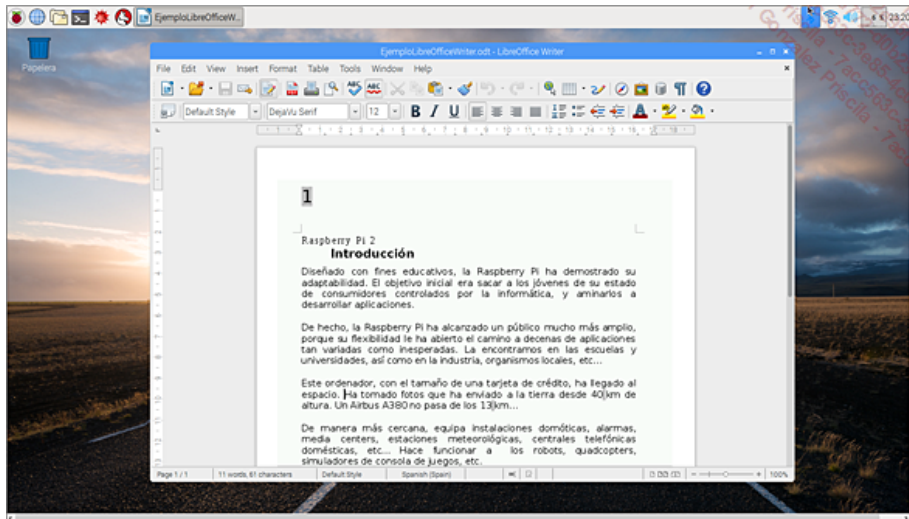 EjemploLibreOfficeW...
23:20
Papelera
EjemploLibreOfficeWriter.odt - LibreOffice Writer
File Edit View Insert Format Table Tools Window Help
Default Style DejaVu Serif 12 B I U
1
Raspberry Pi 2
Introducción
Diseñado con fines educativos, la Raspberry Pi ha demostrado su
adaptabilidad. El objetivo inicial era sacar a los jóvenes de su estado
de consumidores controlados por la informática, y aminarlos a
desarrollar aplicaciones.
De hecho, la Raspberry Pi ha alcanzado un público mucho más amplio,
porque su flexibilidad le ha abierto el camino a decenas de aplicaciones
tan variadas como inesperadas. La encontramos en las escuelas y
universidades, así como en la industria, organismos locales, etc...
Este ordenador, con el tamaño de una tarjeta de crédito, ha llegado al
espacio. Ha tomado fotos que ha enviado a la tierra desde 40 km de
altura. Un Airbus A380 no pasa de los 13 km...
De manera más cercana, equipa instalaciones domóticas, alarmas,
media centers, estaciones meteorológicas, centrales telefónicas
domésticas, etc... Hace funcionar a los robots, quadcopters,
simuladores de consola de juegos, etc.
Page 1 / 1 11 words, 61 characters Default Style Spanish (Spain) 100%